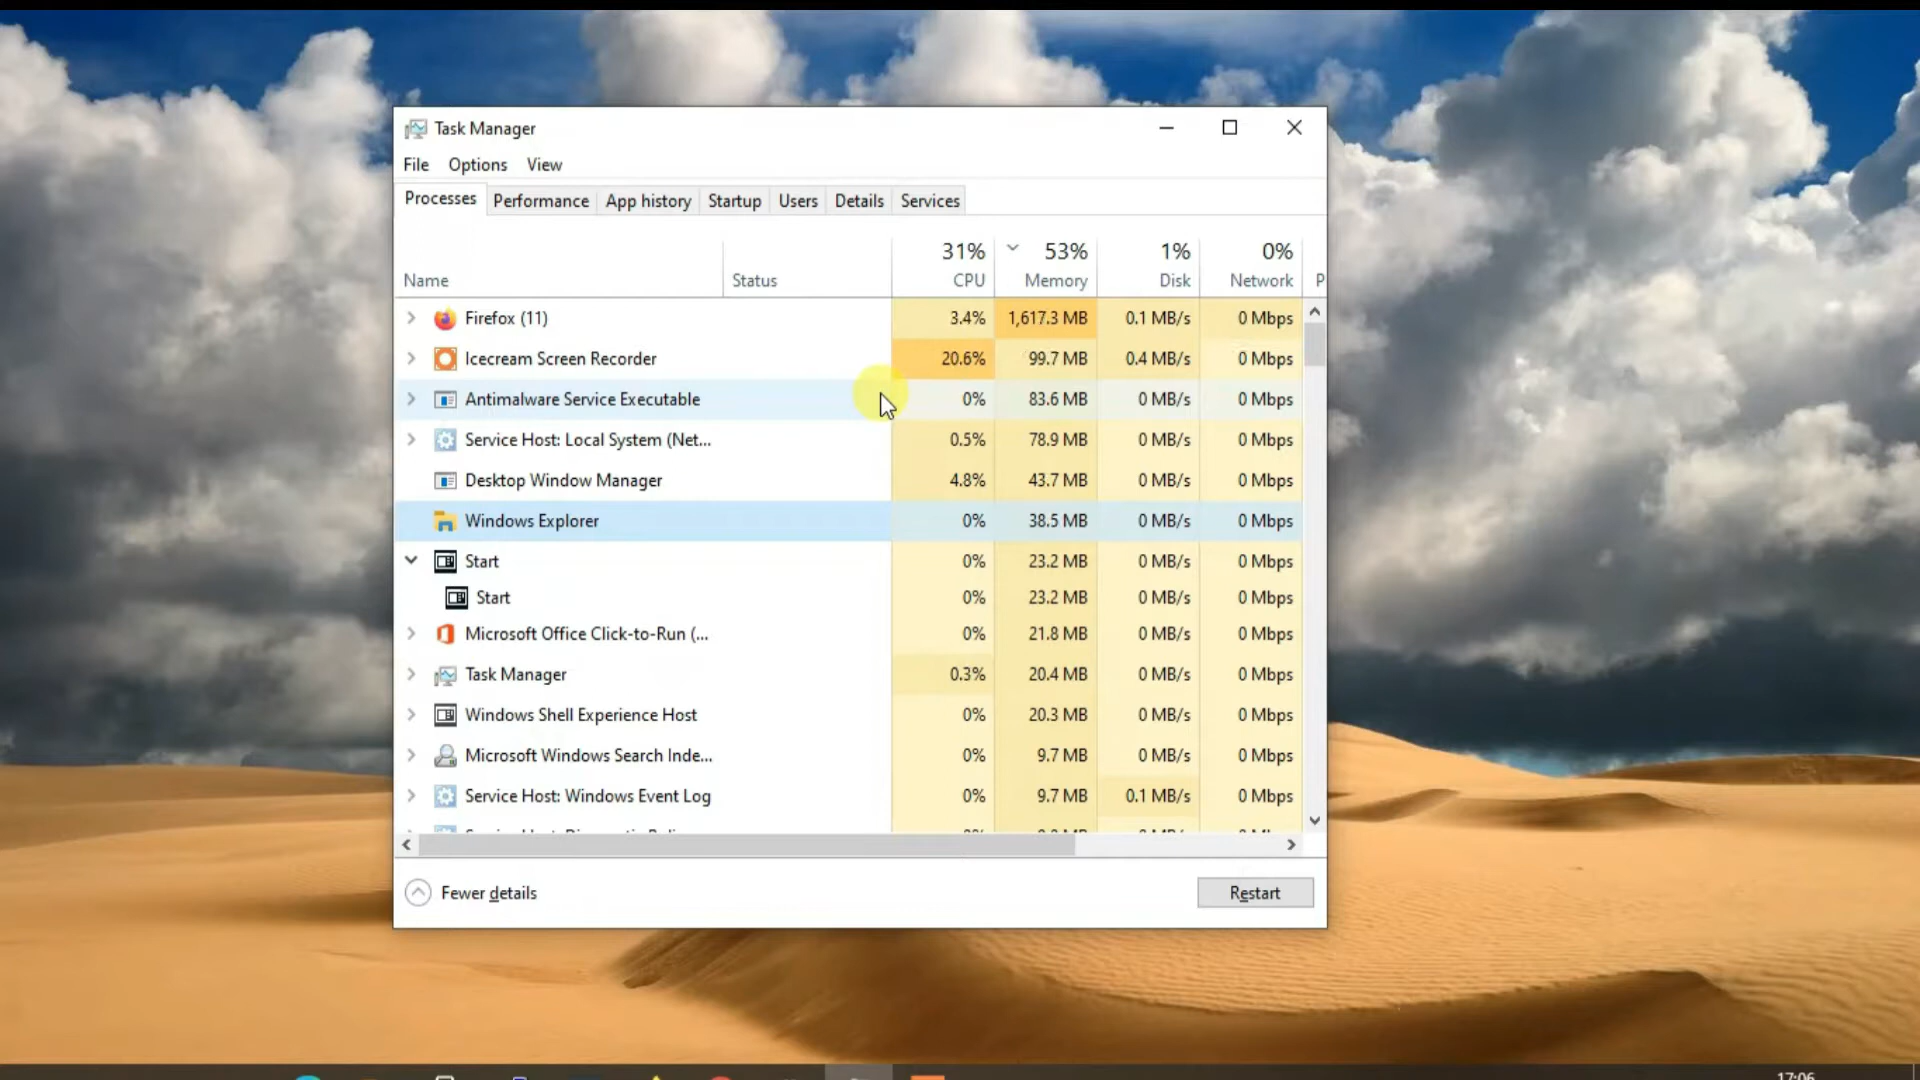 Task Manager
File Options View
Processes Performance App history Startup Users Details Services
31% 53% 1% 0%
Name Status CPU Memory Disk Network P
Firefox (11) 3.4% 1,617.3 MB 0.1 MB/s 0 Mbps
Icecream Screen Recorder 20.6% 99.7 MB 0.4 MB/s 0 Mbps
Antimalware Service Executable 0% 83.6 MB 0 MB/s 0 Mbps
Service Host: Local System (Net... 0.5% 78.9 MB 0 MB/s 0 Mbps
Desktop Window Manager 4.8% 43.7 MB 0 MB/s 0 Mbps
Windows Explorer 0% 38.5 MB 0 MB/s 0 Mbps
Start 0% 23.2 MB 0 MB/s 0 Mbps
Start 0% 23.2 MB 0 MB/s 0 Mbps
Microsoft Office Click-to-Run (... 0% 21.8 MB 0 MB/s 0 Mbps
Task Manager 0.3% 20.4 MB 0 MB/s 0 Mbps
Windows Shell Experience Host 0% 20.3 MB 0 MB/s 0 Mbps
Microsoft Windows Search Inde... 0% 9.7 MB 0 MB/s 0 Mbps
Service Host: Windows Event Log 0% 9.7 MB 0.1 MB/s 0 Mbps
Fewer details Restart
17:06